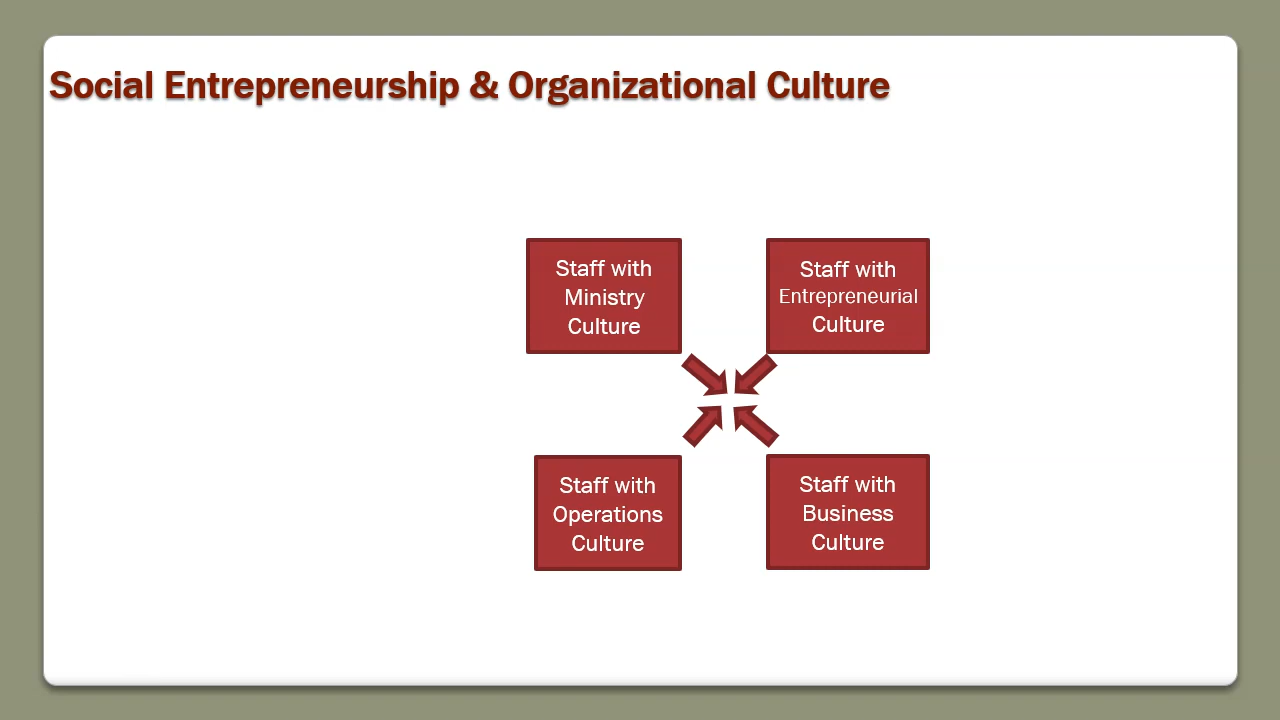 Social Entrepreneurship & Organizational Culture
Staff with
Ministry
Culture
Staff with
Entrepreneurial
Culture
Staff with
Operations
Culture
Staff with
Business
Culture